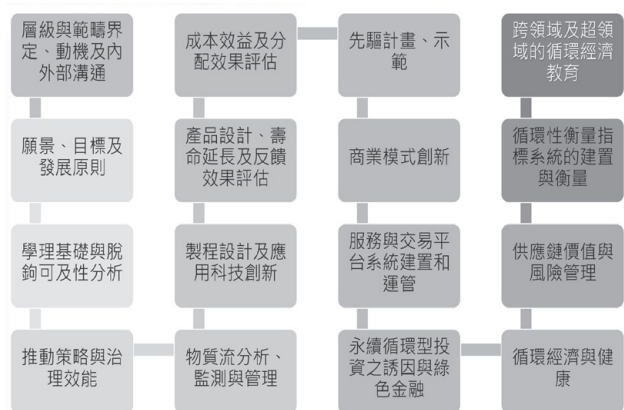 層級與範疇界
定、動機及內
外部溝通
願景、目標及
發展原則
學理基礎與脫
鉤可及性分析
推動策略與治
理效能
物質流分析、
監測與管理
製程設計及應
用科技創新
產品設計、壽
命延長及反饋
效果評估
成本效益及分
配效果評估
先驅計畫、示
範
商業模式創新
服務與交易平
台系統建置和
運管
永續循環型投
資之誘因與綠
色金融
循環經濟與健
康
供應鏈價值與
風險管理
循環性衡量指
標系統的建置
與衡量
跨領域及超領
域的循環經濟
教育